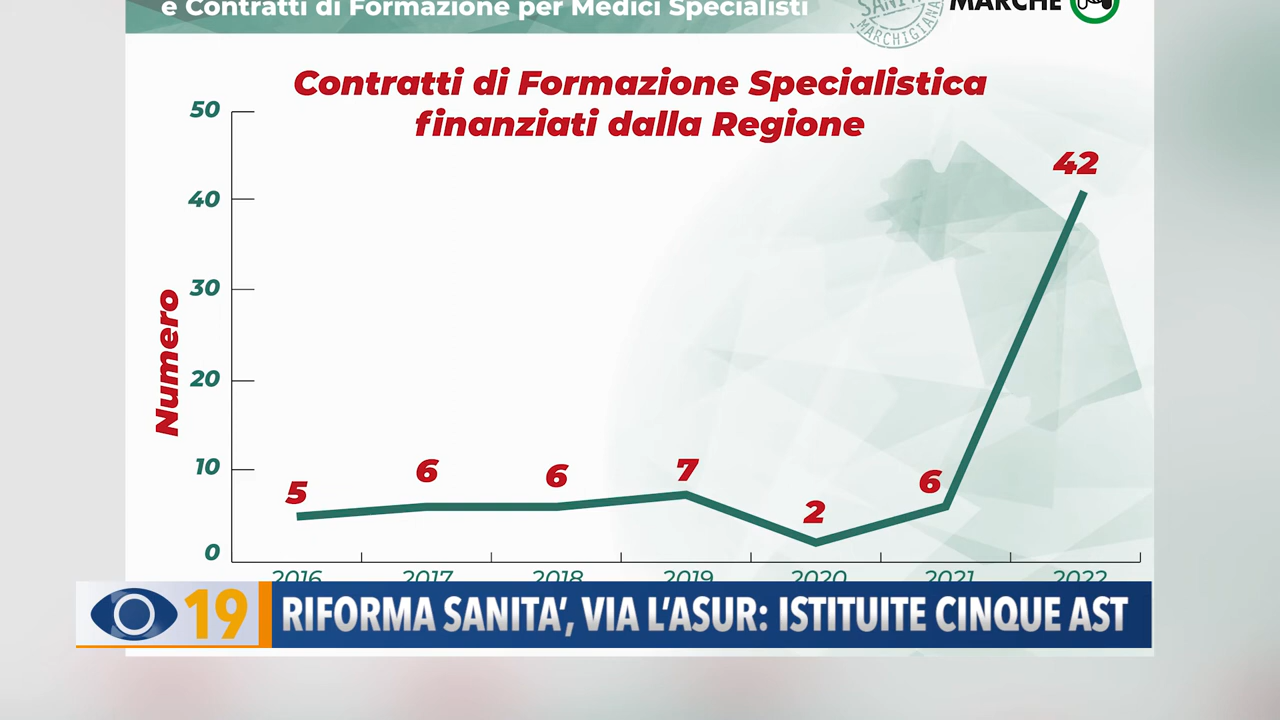 e Contratti di Formazione per Medici Specialisti
MARCHE
SANITÀ
MARCHIGIANA
Contratti di Formazione Specialistica
finanziati dalla Regione
50
40
30
20
10
0
Numero
5
6
6
7
2
6
42
2016
2017
2018
2019
2020
2021
2022
19
RIFORMA SANITA', VIA L'ASUR: ISTITUITE CINQUE AST